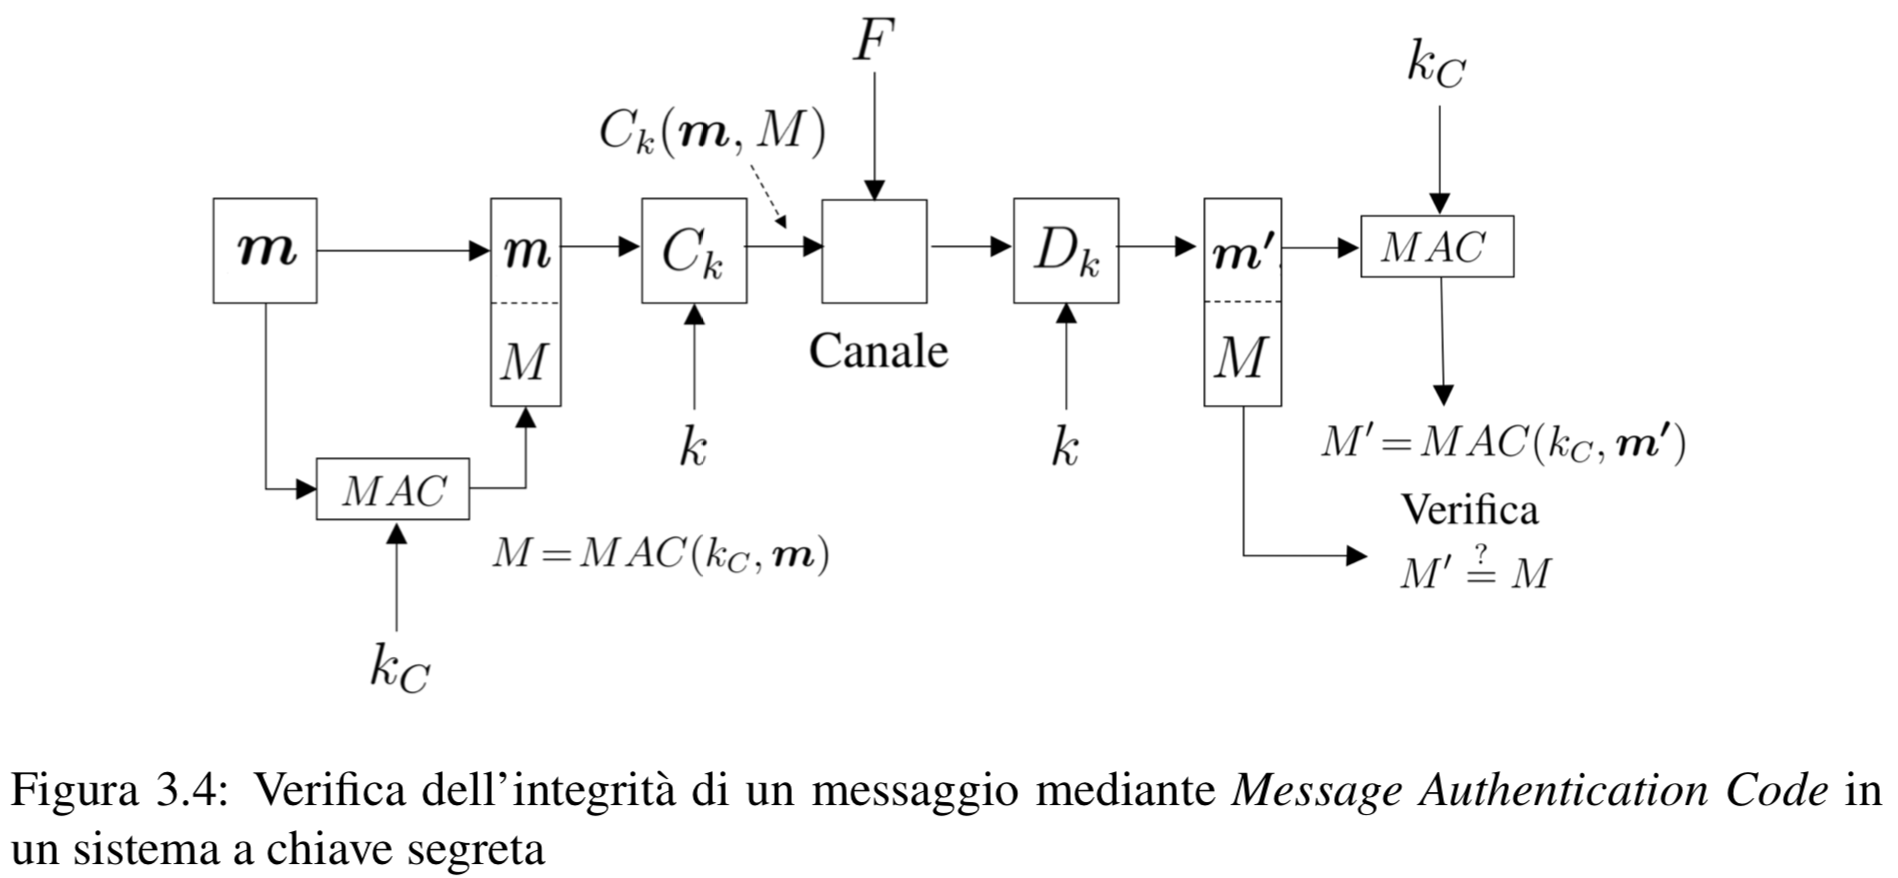 F
k_C
C_k(m, M)
m
m
C_k
D_k
m′
MAC
M
Canale
M
k
k
M′ = MAC(k_C, m′)
MAC
Verifica
M = MAC(k_C, m)
M′ ≟ M
k_C
Figura 3.4: Verifica dell'integrità di un messaggio mediante Message Authentication Code in
un sistema a chiave segreta